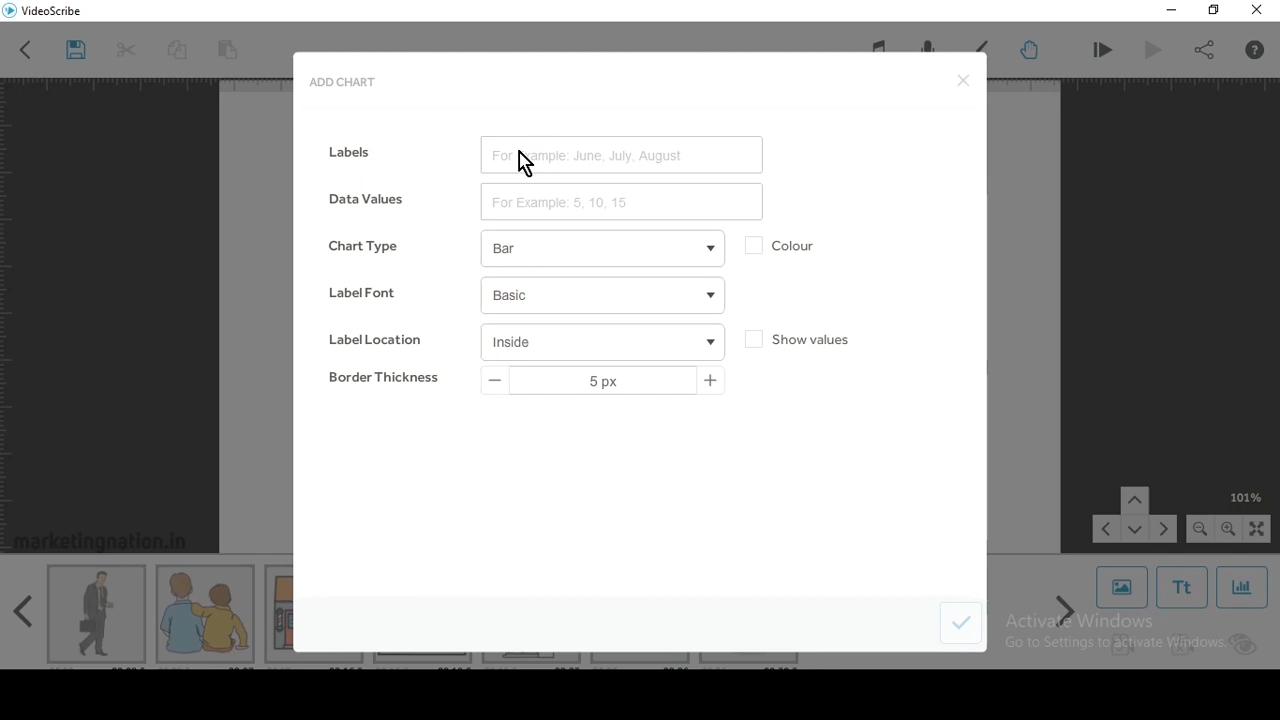 VideoScribe
ADD CHART
Labels
For Example: June, July, August
Data Values
For Example: 5, 10, 15
Chart Type
Bar
Colour
Label Font
Basic
Label Location
Inside
Show values
Border Thickness
5 px
101%
marketingnation.in
Tt
Activate Windows
Go to Settings to activate Windows.